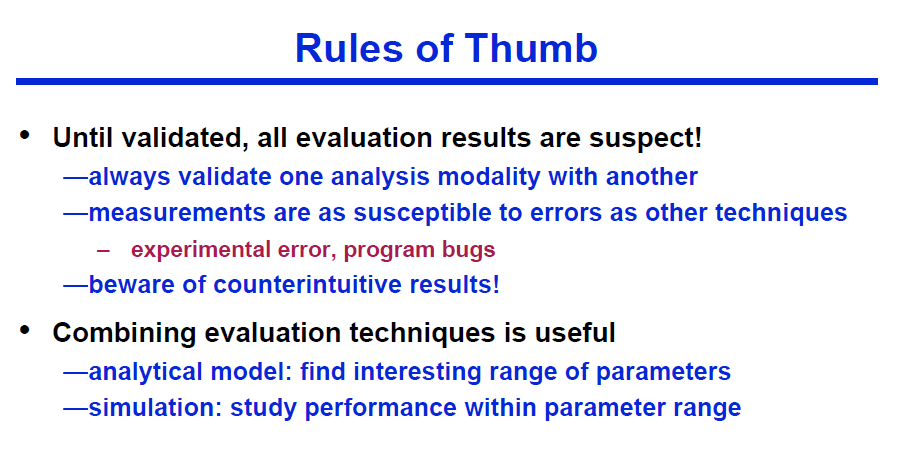 Rules of Thumb
• Until validated, all evaluation results are suspect!
—always validate one analysis modality with another
—measurements are as susceptible to errors as other techniques
– experimental error, program bugs
—beware of counterintuitive results!
• Combining evaluation techniques is useful
—analytical model: find interesting range of parameters
—simulation: study performance within parameter range